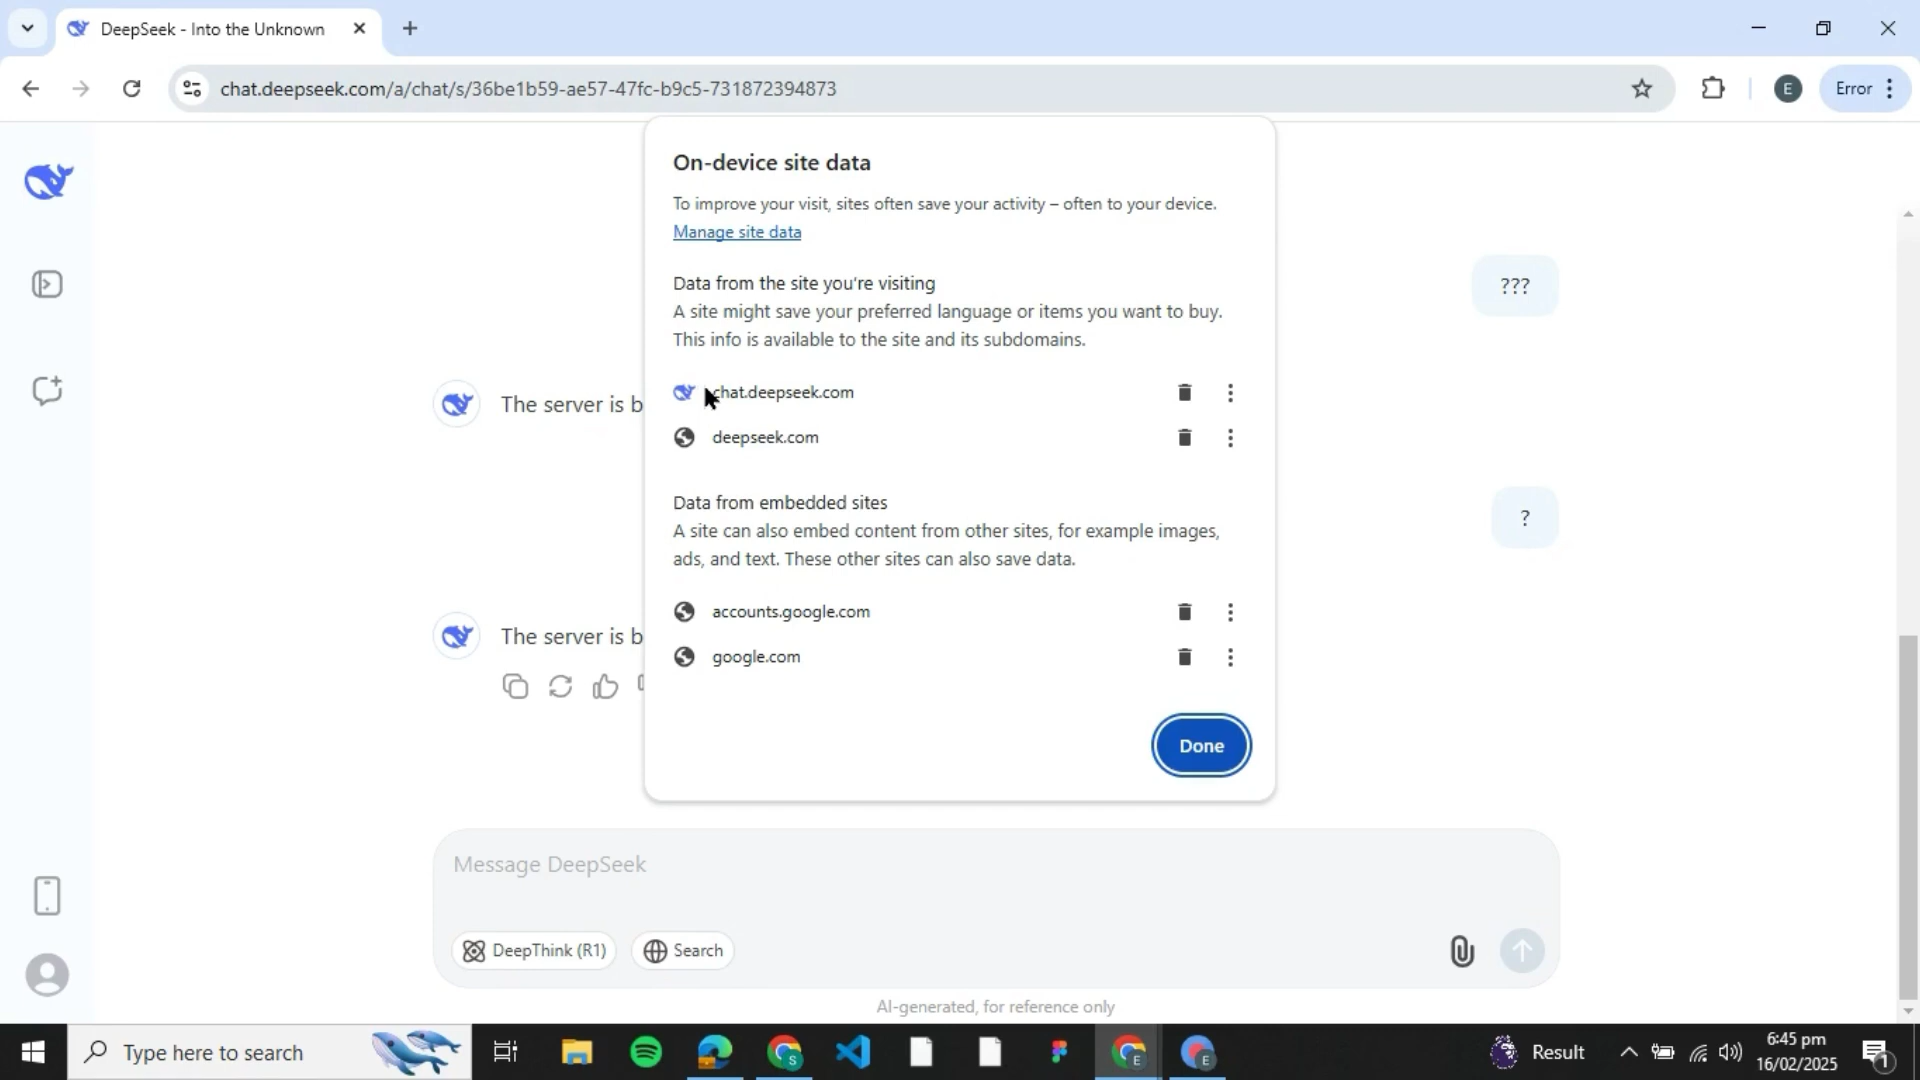 DeepSeek - Into the Unknown
chat.deepseek.com/a/chat/s/36be1b59-ae57-47fc-b9c5-731872394873
E
Error
On-device site data
To improve your visit, sites often save your activity – often to your device.
Manage site data
Data from the site you're visiting
A site might save your preferred language or items you want to buy.
This info is available to the site and its subdomains.
???
chat.deepseek.com
The server is b
deepseek.com
Data from embedded sites
A site can also embed content from other sites, for example images,
ads, and text. These other sites can also save data.
?
accounts.google.com
The server is b
google.com
Done
Message DeepSeek
DeepThink (R1)
Search
AI-generated, for reference only
Type here to search
S
E
E
Result
6:45 pm
16/02/2025
1